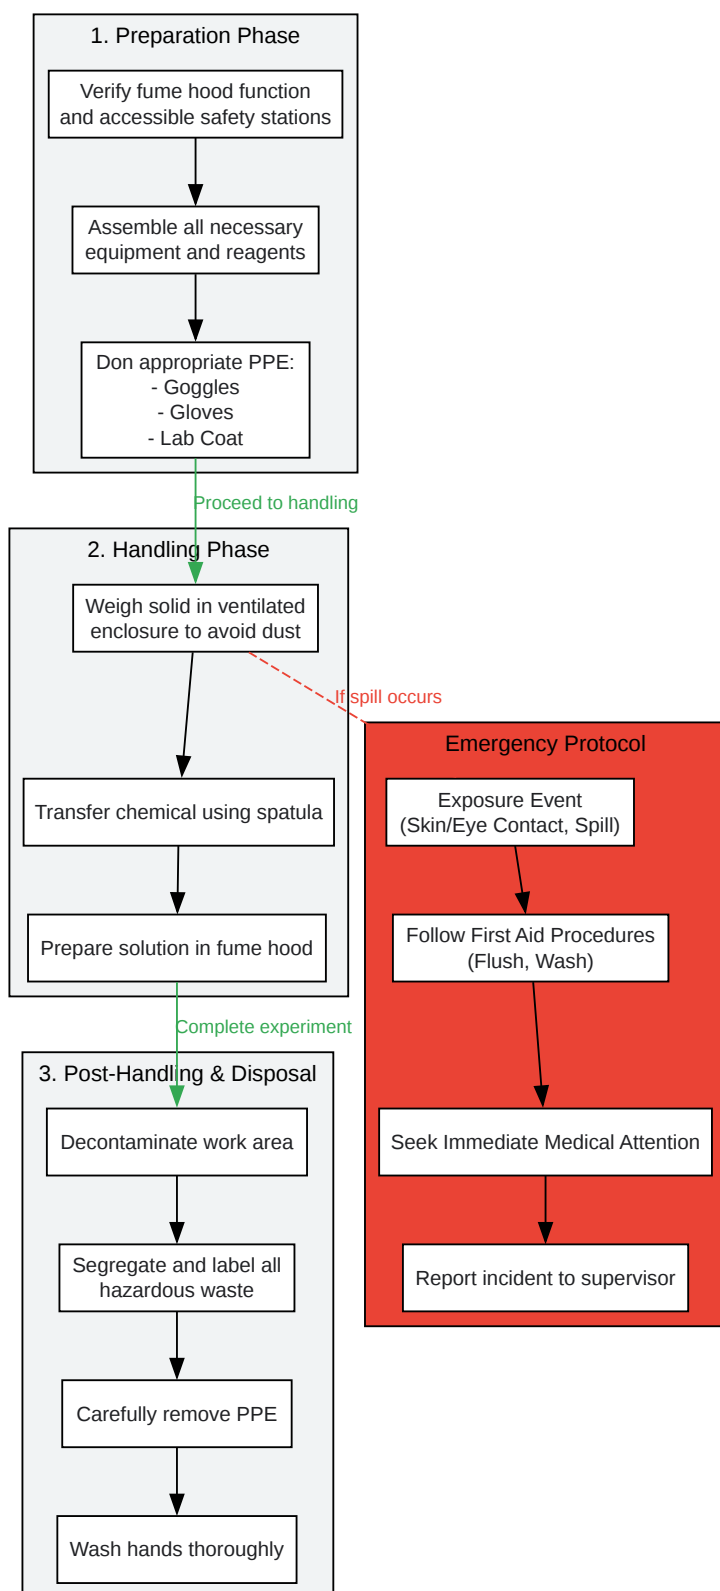 1. Preparation Phase
Verify fume hood function
and accessible safety stations
Assemble all necessary
equipment and reagents
Don appropriate PPE:
- Goggles
- Gloves
- Lab Coat
Proceed to handling
2. Handling Phase
Weigh solid in ventilated
enclosure to avoid dust
If spill occurs
Transfer chemical using spatula
Prepare solution in fume hood
Complete experiment
Emergency Protocol
Exposure Event
(Skin/Eye Contact, Spill)
Follow First Aid Procedures
(Flush, Wash)
Seek Immediate Medical Attention
Report incident to supervisor
3. Post-Handling & Disposal
Decontaminate work area
Segregate and label all
hazardous waste
Carefully remove PPE
Wash hands thoroughly